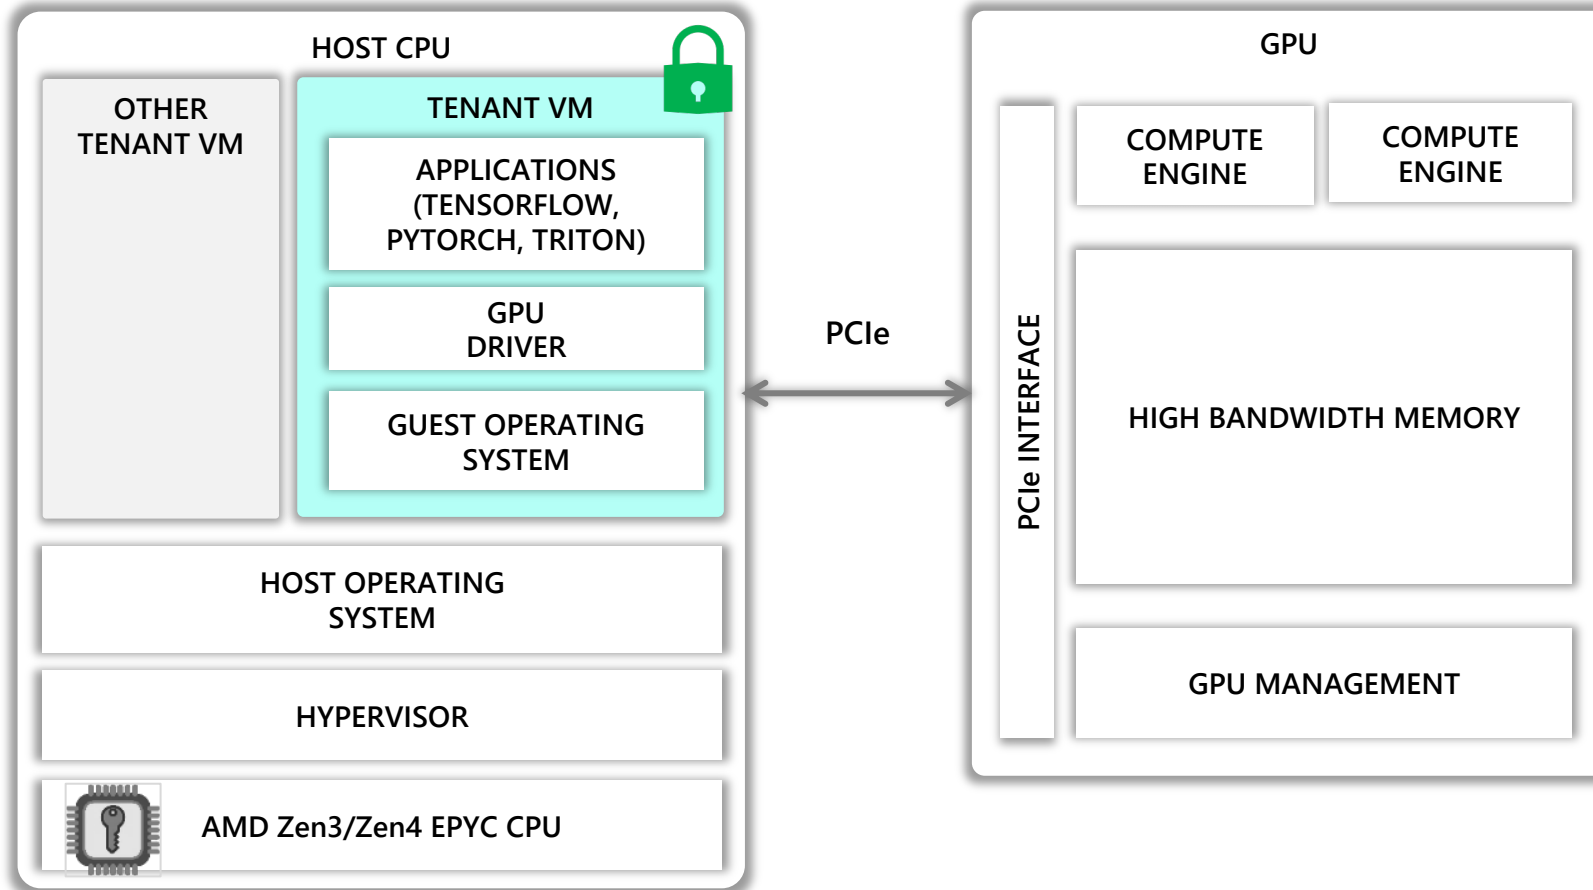 HOST CPU
OTHER
TENANT VM
TENANT VM
APPLICATIONS
(TENSORFLOW,
PYTORCH, TRITON)
GPU
DRIVER
GUEST OPERATING
SYSTEM
HOST OPERATING
SYSTEM
HYPERVISOR
AMD Zen3/Zen4 EPYC CPU
PCIe
GPU
PCIe INTERFACE
COMPUTE
ENGINE
COMPUTE
ENGINE
HIGH BANDWIDTH MEMORY
GPU MANAGEMENT